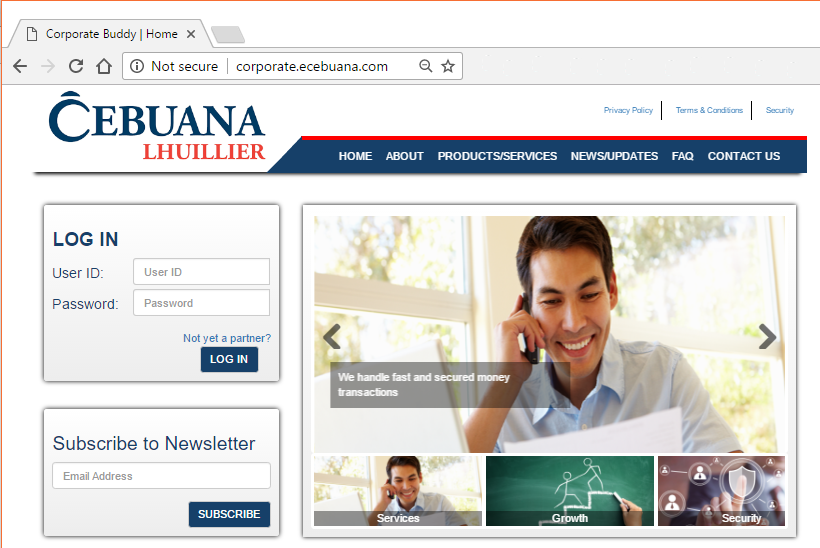 Corporate Buddy | Home
Not secure
corporate.ecebuana.com
ĈEBUANA
LHUILLIER
Privacy Policy
Terms & Conditions
Security
HOME ABOUT PRODUCTS/SERVICES NEWS/UPDATES FAQ CONTACT US
LOG IN
User ID:
User ID
Password:
Password
Not yet a partner?
LOG IN
Subscribe to Newsletter
Email Address
SUBSCRIBE
We handle fast and secured money
transactions
Services
Growth
Security